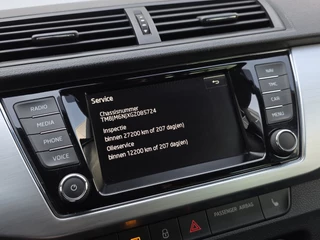 Service
Chassisnummer
TMBJM6NJXGZ085724
Inspectie
binnen 27200 km of 207 dag(en)
Olieservice
binnen 12200 km of 207 dag(en)
RADIO
MEDIA
PHONE
VOICE
NAV
TMC
CAR
MENU
PASSENGER AIRBAG